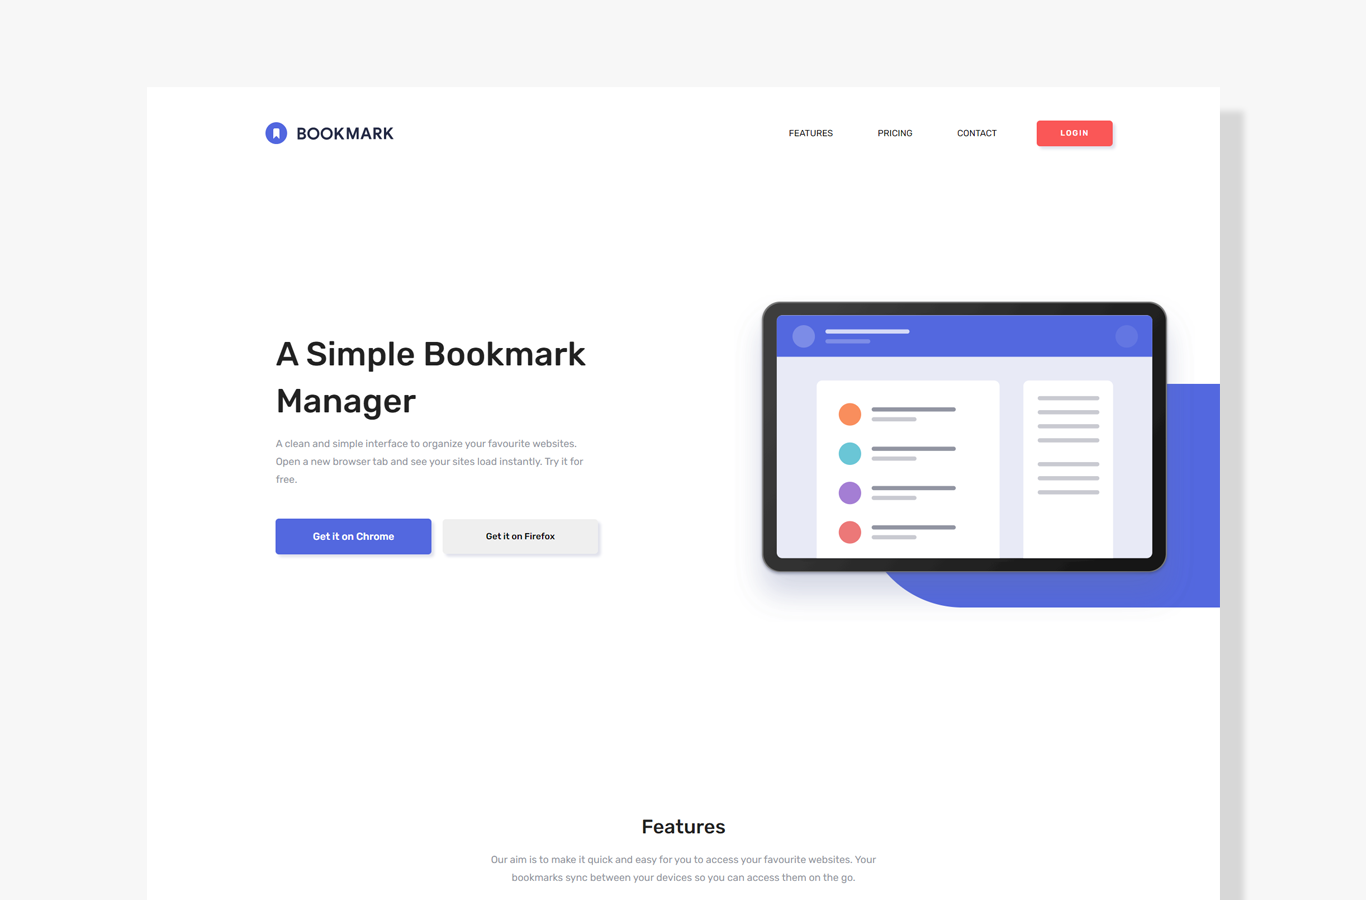 BOOKMARK
FEATURES
PRICING
CONTACT
LOGIN
A Simple Bookmark
Manager
A clean and simple interface to organize your favourite websites.
Open a new browser tab and see your sites load instantly. Try it for
free.
Get it on Chrome
Get it on Firefox
Features
Our aim is to make it quick and easy for you to access your favourite websites. Your
bookmarks sync between your devices so you can access them on the go.